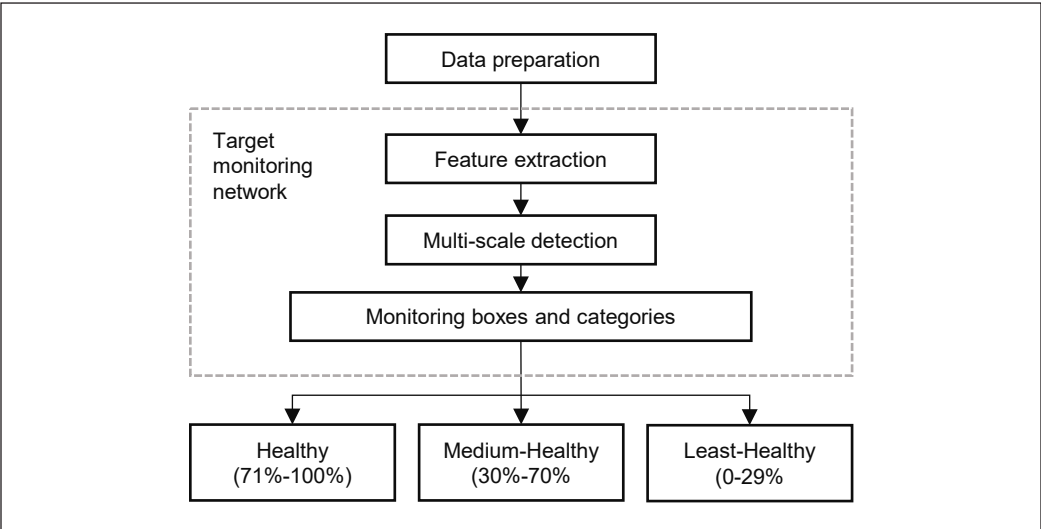 Data preparation
Target
monitoring
network
Feature extraction
Multi-scale detection
Monitoring boxes and categories
Healthy
(71%-100%)
Medium-Healthy
(30%-70%
Least-Healthy
(0-29%